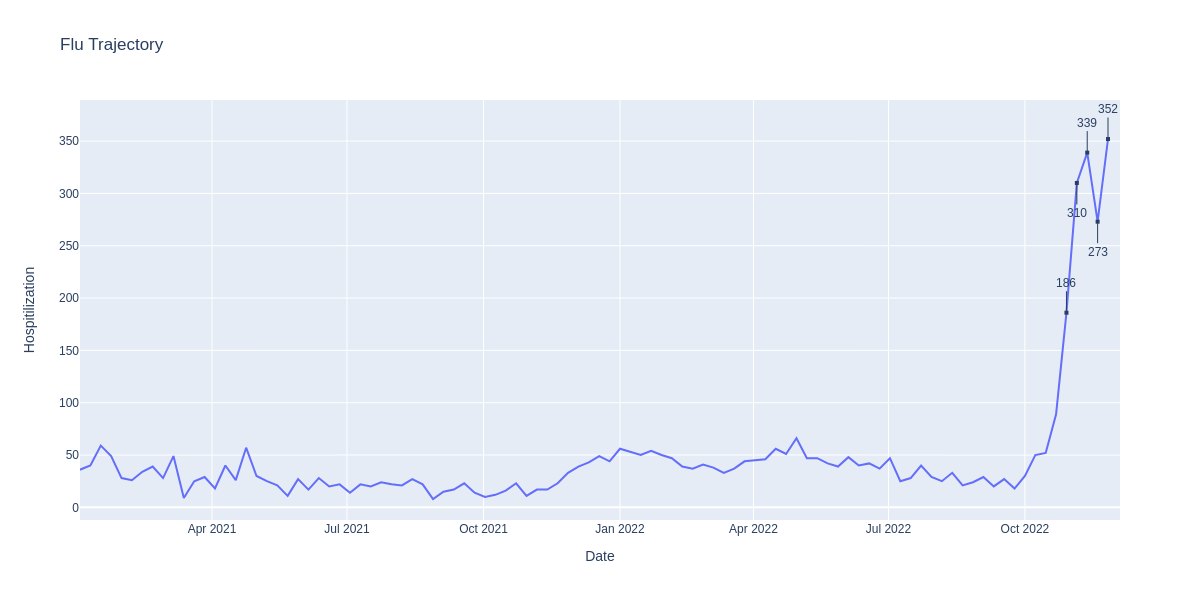 Flu Trajectory
352
339
310
273
186
350
300
250
200
150
100
50
0
Hospitilization
Apr 2021
Jul 2021
Oct 2021
Jan 2022
Apr 2022
Jul 2022
Oct 2022
Date